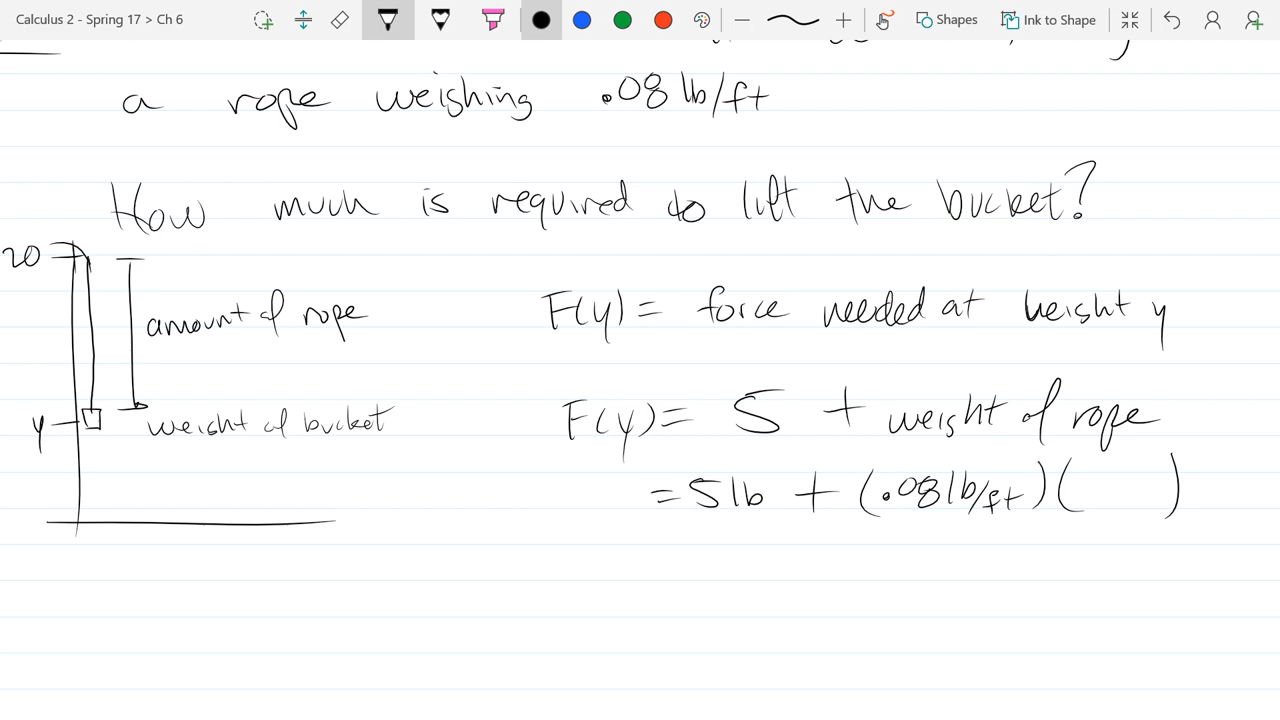 Calculus 2 - Spring 17 > Ch 6
Shapes
Ink to Shape
a rope weighing .08 lb/ft
How much is required to lift the bucket?
20
amount of rope
F(y) = force needed at height y
y
weight of bucket
F(y) = 5 + weight of rope
= 5 lb + (.08 lb/ft)( )